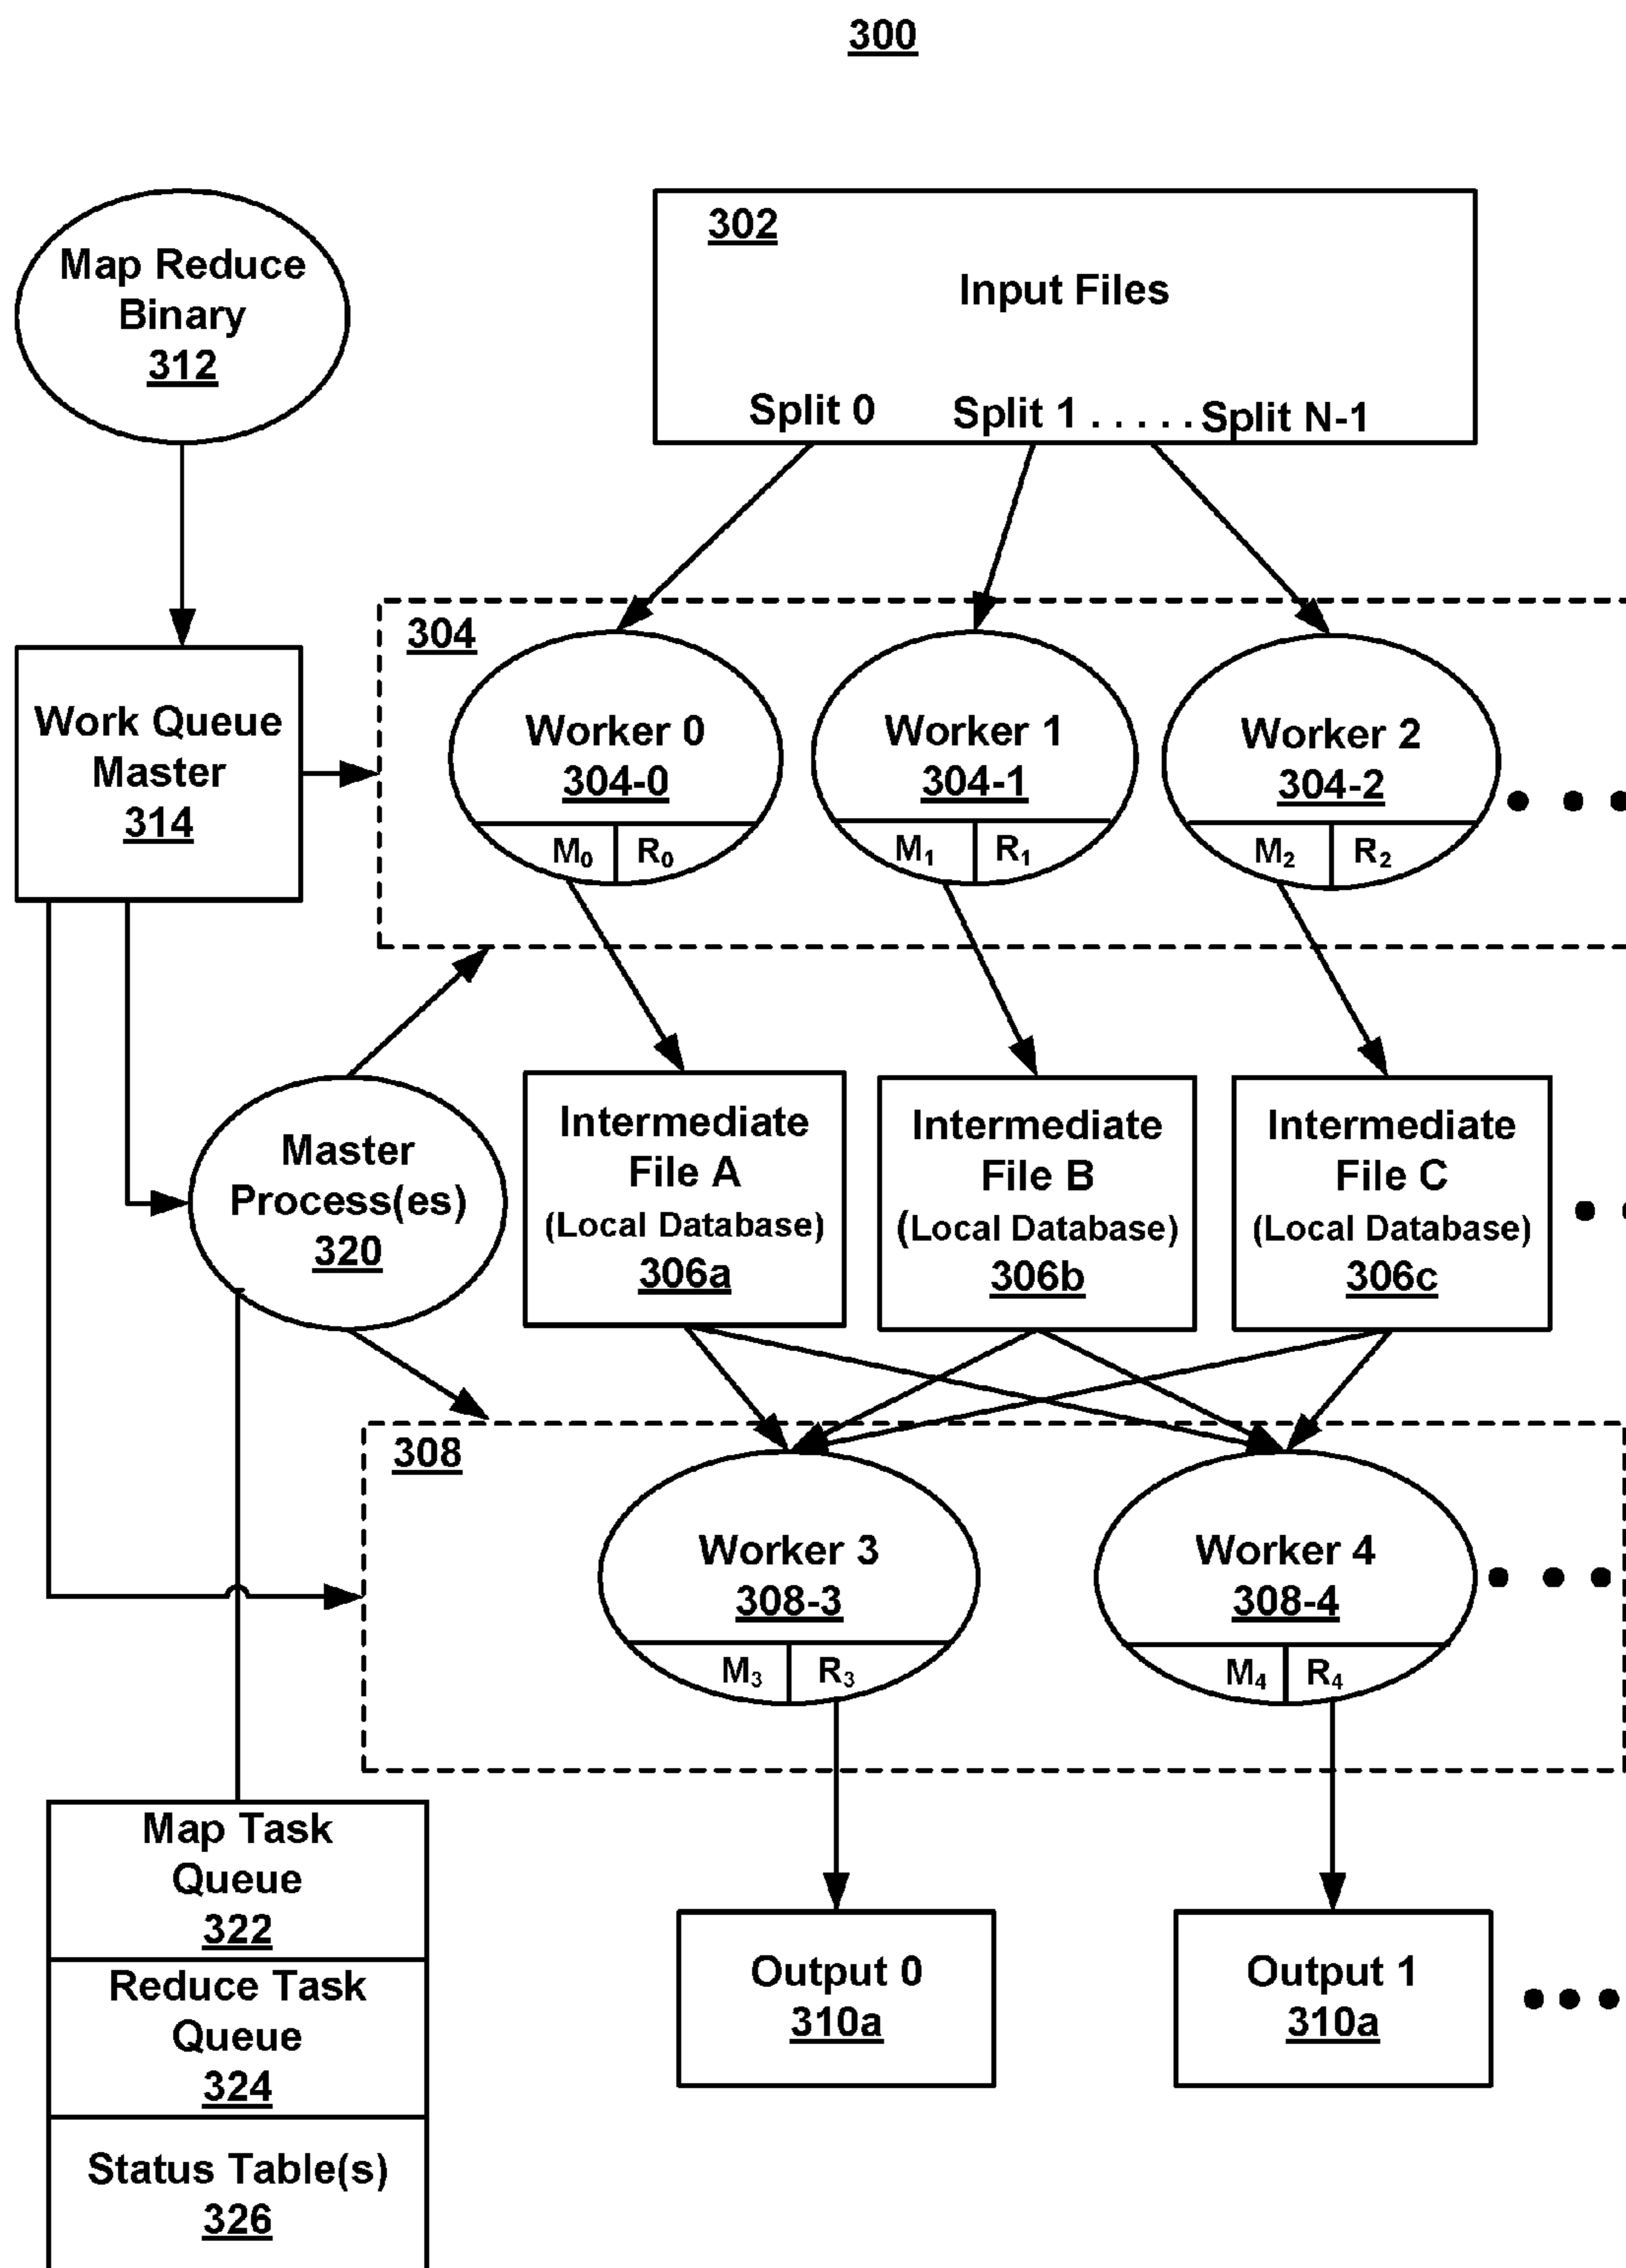 300
Map Reduce
Binary
312
302
Input Files
Split 0 Split 1 . . . . . Split N-1
Work Queue
Master
314
304
Worker 0
304-0
M₀ R₀
Worker 1
304-1
M₁ R₁
Worker 2
304-2
M₂ R₂
Master
Process(es)
320
Intermediate
File A
(Local Database)
306a
Intermediate
File B
(Local Database)
306b
Intermediate
File C
(Local Database)
306c
308
Worker 3
308-3
M₃ R₃
Worker 4
308-4
M₄ R₄
Map Task
Queue
322
Reduce Task
Queue
324
Status Table(s)
326
Output 0
310a
Output 1
310a